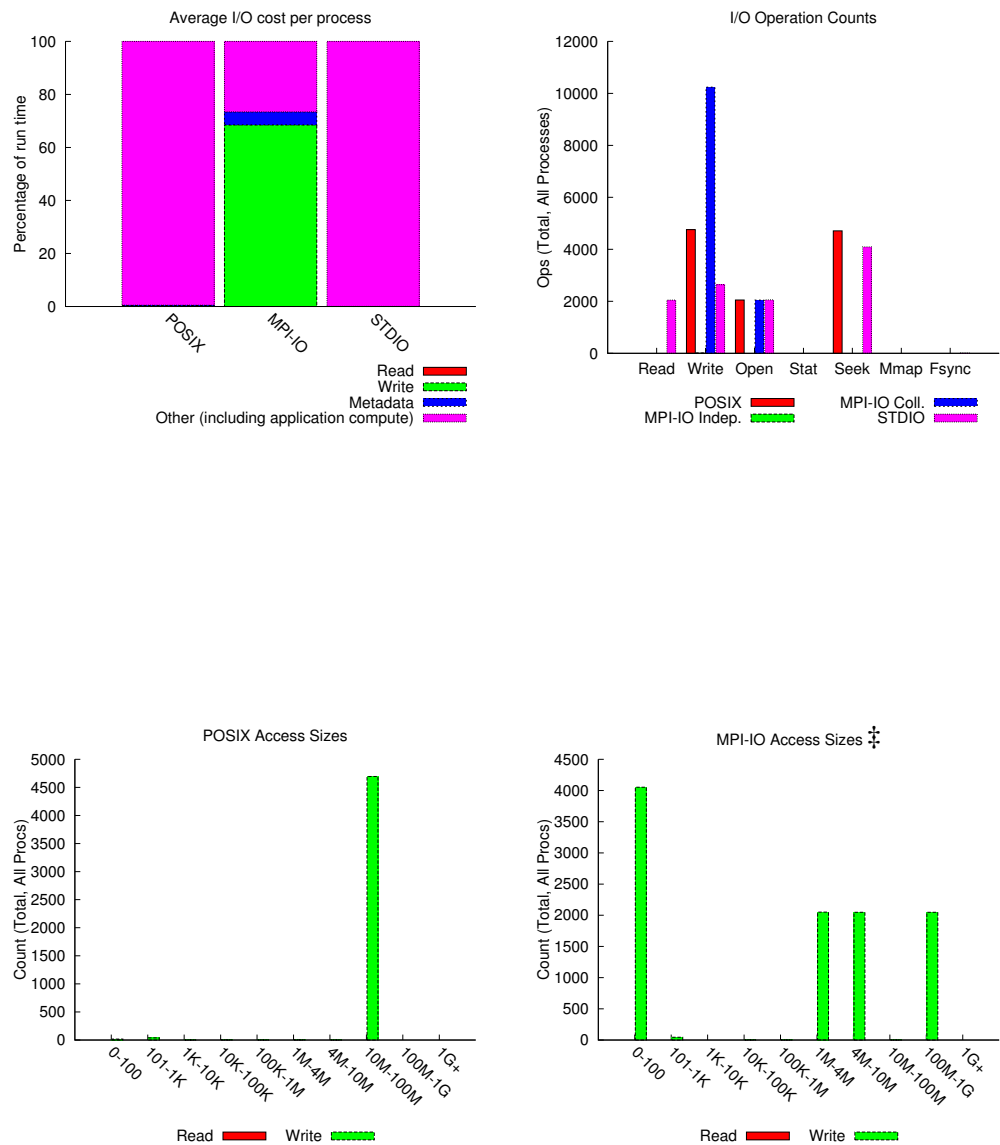 Average I/O cost per process
Percentage of run time
100
80
60
40
20
0
POSIX
MPI-IO
STDIO
Read
Write
Metadata
Other (including application compute)
I/O Operation Counts
Ops (Total, All Processes)
12000
10000
8000
6000
4000
2000
0
Read Write Open Stat Seek Mmap Fsync
POSIX MPI-IO Coll.
MPI-IO Indep. STDIO
POSIX Access Sizes
Count (Total, All Procs)
5000
4500
4000
3500
3000
2500
2000
1500
1000
500
0
0-100
101-1K
1K-10K
10K-100K
100K-1M
1M-4M
4M-10M
10M-100M
100M-1G
1G+
Read Write
MPI-IO Access Sizes ‡
Count (Total, All Procs)
4500
4000
3500
3000
2500
2000
1500
1000
500
0
0-100
101-1K
1K-10K
10K-100K
100K-1M
1M-4M
4M-10M
10M-100M
100M-1G
1G+
Read Write